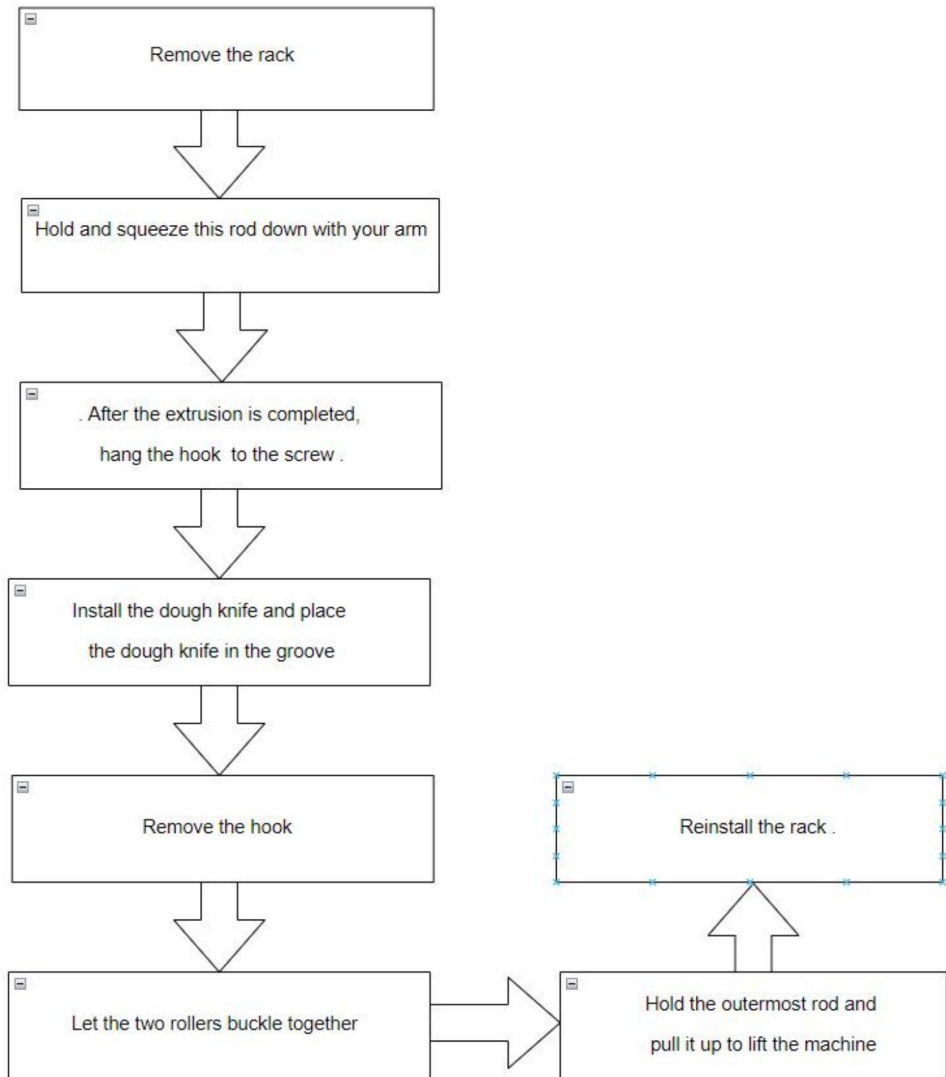 Remove the rack
Hold and squeeze this rod down with your arm
. After the extrusion is completed,
hang the hook  to the screw .
Install the dough knife and place
the dough knife in the groove
Remove the hook
Let the two rollers buckle together
Hold the outermost rod and
pull it up to lift the machine
Reinstall the rack .